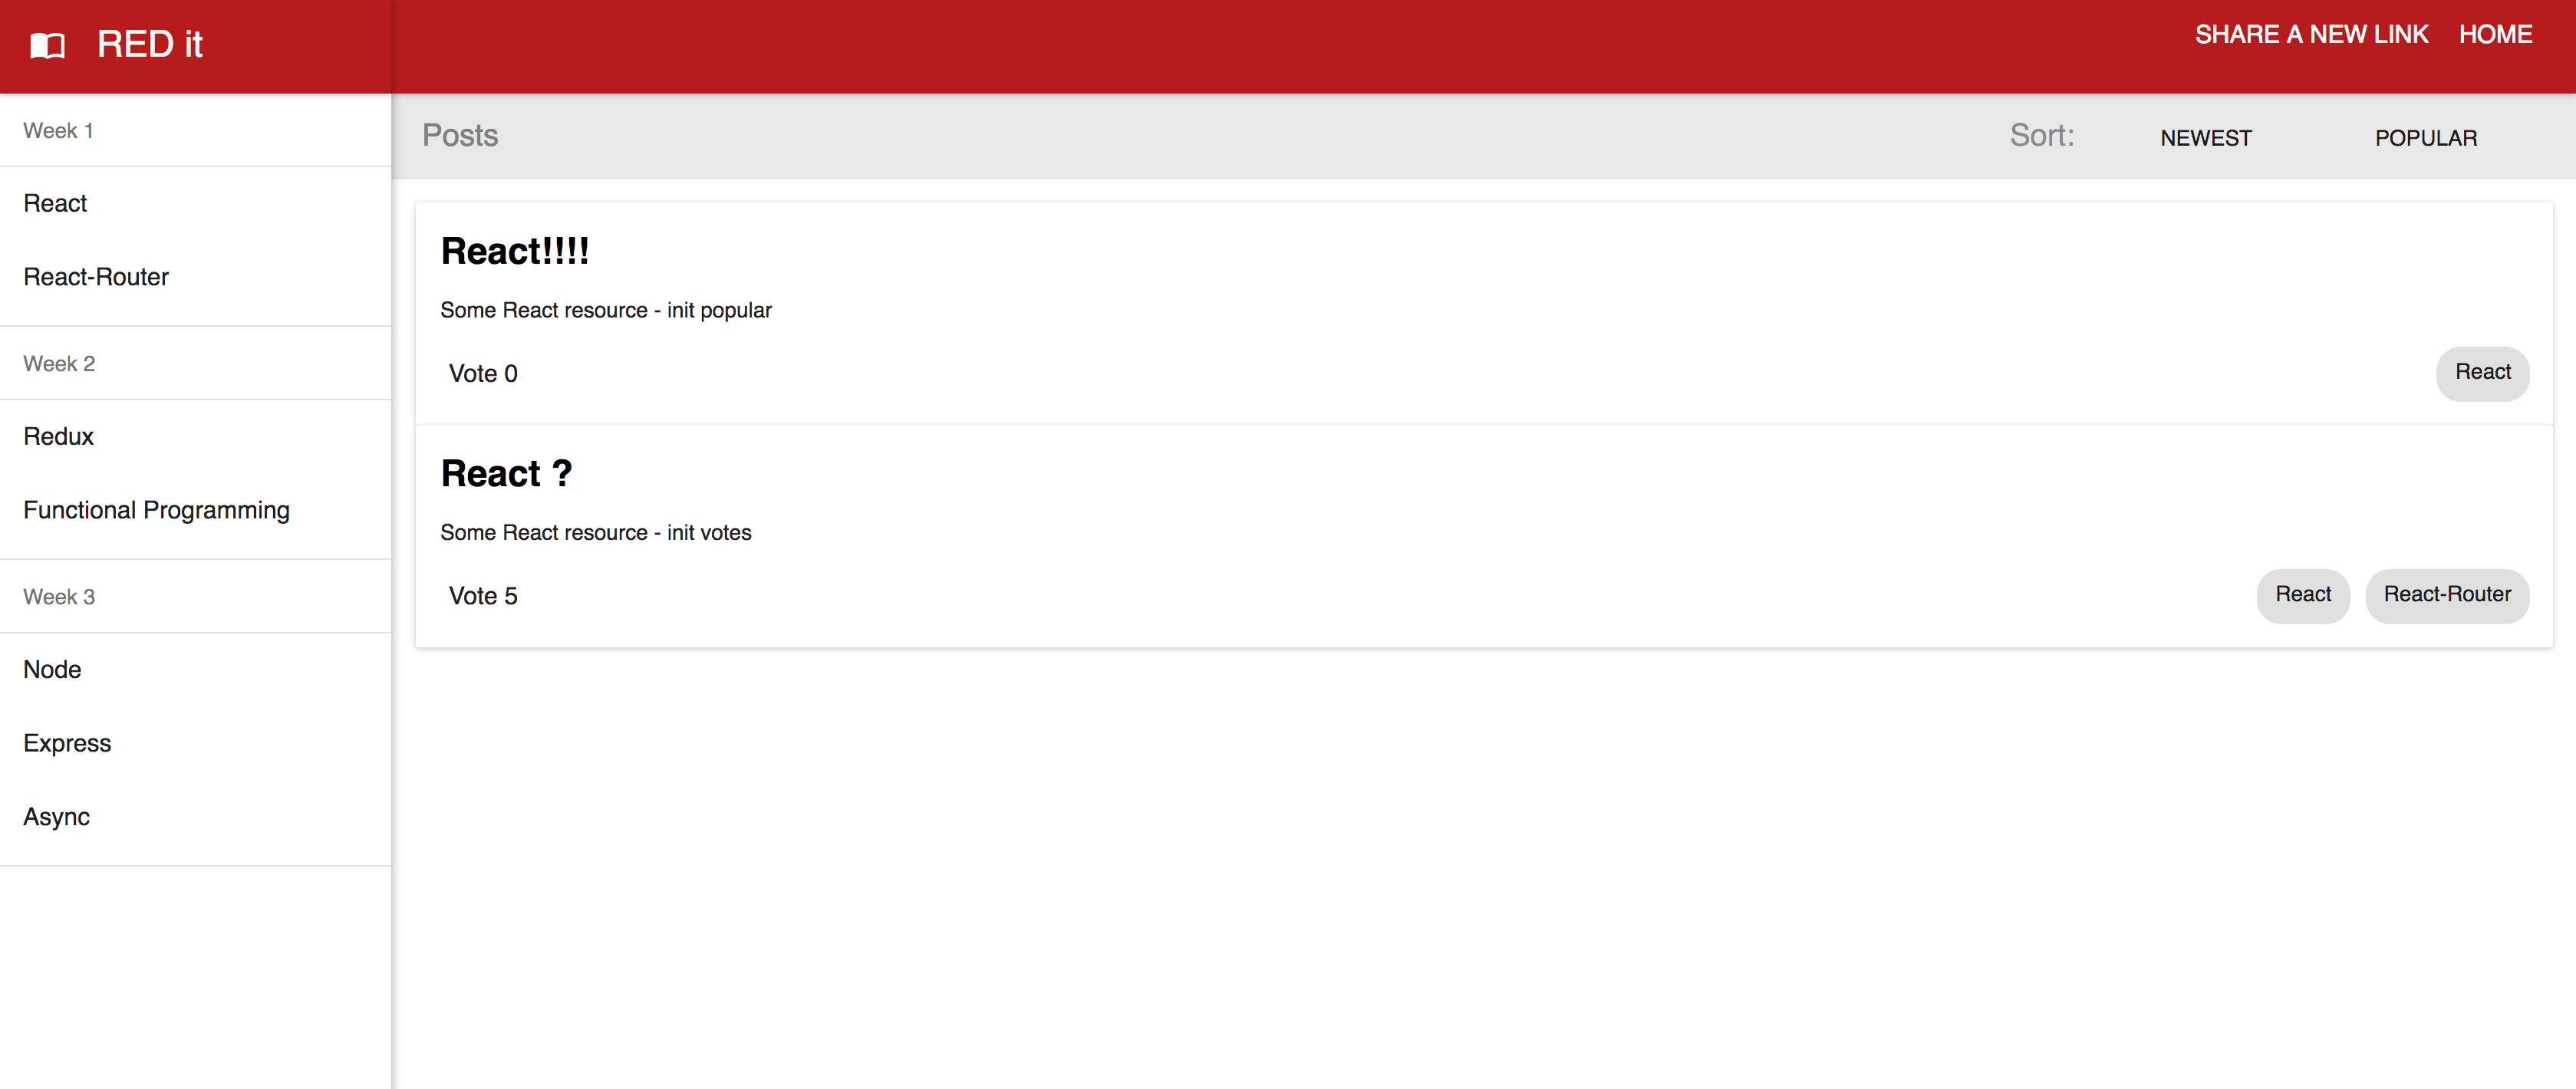 RED it
SHARE A NEW LINK HOME
Week 1
React
React-Router
Week 2
Redux
Functional Programming
Week 3
Node
Express
Async
Posts
Sort: NEWEST POPULAR
React!!!!
Some React resource - init popular
Vote 0
React
React ?
Some React resource - init votes
Vote 5
React React-Router